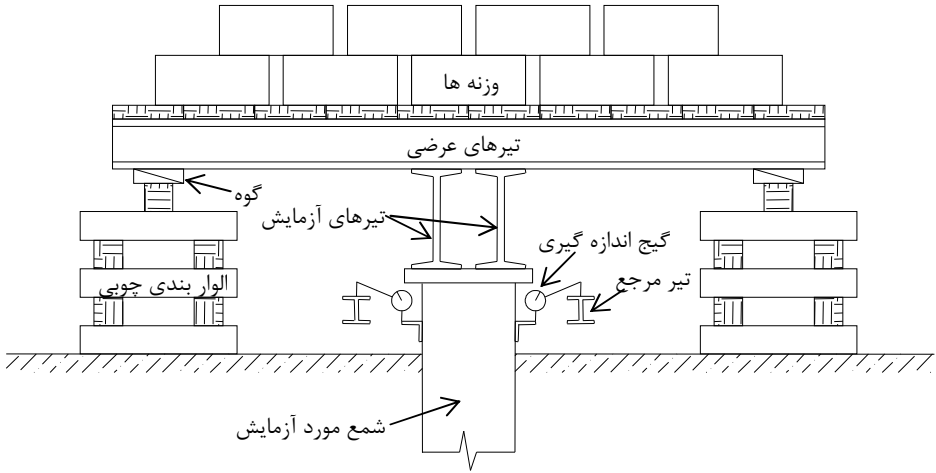 وزنه ها
تیرهای عرضی
گوه
تیرهای آزمایش
گیج اندازه گیری
تیر مرجع
الوار بندی چوبی
شمع مورد آزمایش